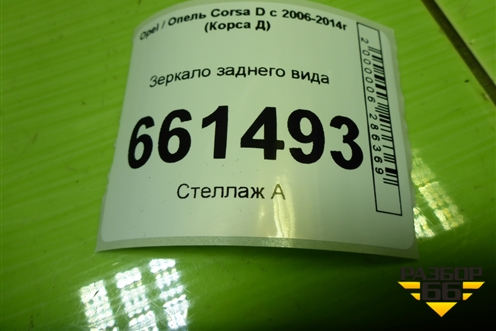 Opel / Опель Corsa D с 2006-2014г
(Корса Д)
Зеркало заднего вида
661493
Стеллаж А
2000006286369
РАЗБОР
66